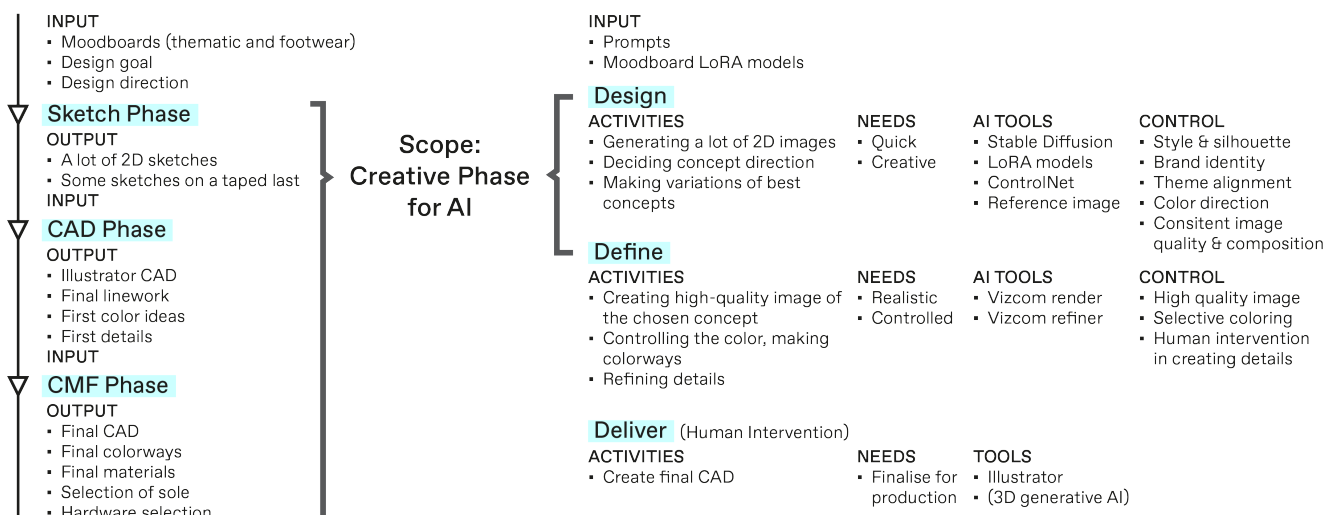 INPUT
▪ Moodboards (thematic and footwear)
▪ Design goal
▪ Design direction
Sketch Phase
OUTPUT
▪ A lot of 2D sketches
▪ Some sketches on a taped last
INPUT
CAD Phase
OUTPUT
▪ Illustrator CAD
▪ Final linework
▪ First color ideas
▪ First details
INPUT
CMF Phase
OUTPUT
▪ Final CAD
▪ Final colorways
▪ Final materials
▪ Selection of sole
▪ Hardware selection
Scope:
Creative Phase
for AI
INPUT
▪ Prompts
▪ Moodboard LoRA models
Design
ACTIVITIES
▪ Generating a lot of 2D images
▪ Deciding concept direction
▪ Making variations of best
concepts
NEEDS
▪ Quick
▪ Creative
AI TOOLS
▪ Stable Diffusion
▪ LoRA models
▪ ControlNet
▪ Reference image
CONTROL
▪ Style & silhouette
▪ Brand identity
▪ Theme alignment
▪ Color direction
▪ Consitent image
quality & composition
Define
ACTIVITIES
▪ Creating high-quality image of
the chosen concept
▪ Controlling the color, making
colorways
▪ Refining details
NEEDS
▪ Realistic
▪ Controlled
AI TOOLS
▪ Vizcom render
▪ Vizcom refiner
CONTROL
▪ High quality image
▪ Selective coloring
▪ Human intervention
in creating details
Deliver (Human Intervention)
ACTIVITIES
▪ Create final CAD
NEEDS
▪ Finalise for
production
TOOLS
▪ Illustrator
▪ (3D generative AI)